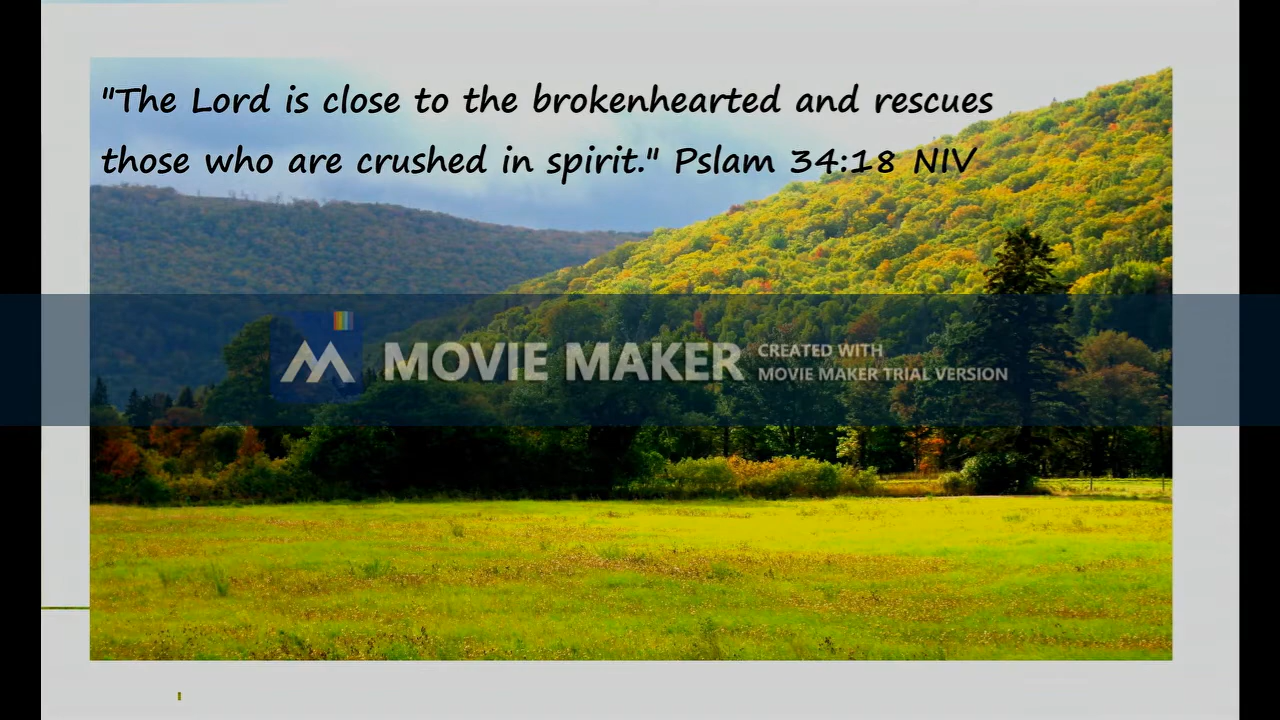 "The Lord is close to the brokenhearted and rescues
those who are crushed in spirit." Pslam 34:18 NIV
MOVIE MAKER
CREATED WITH
MOVIE MAKER TRIAL VERSION